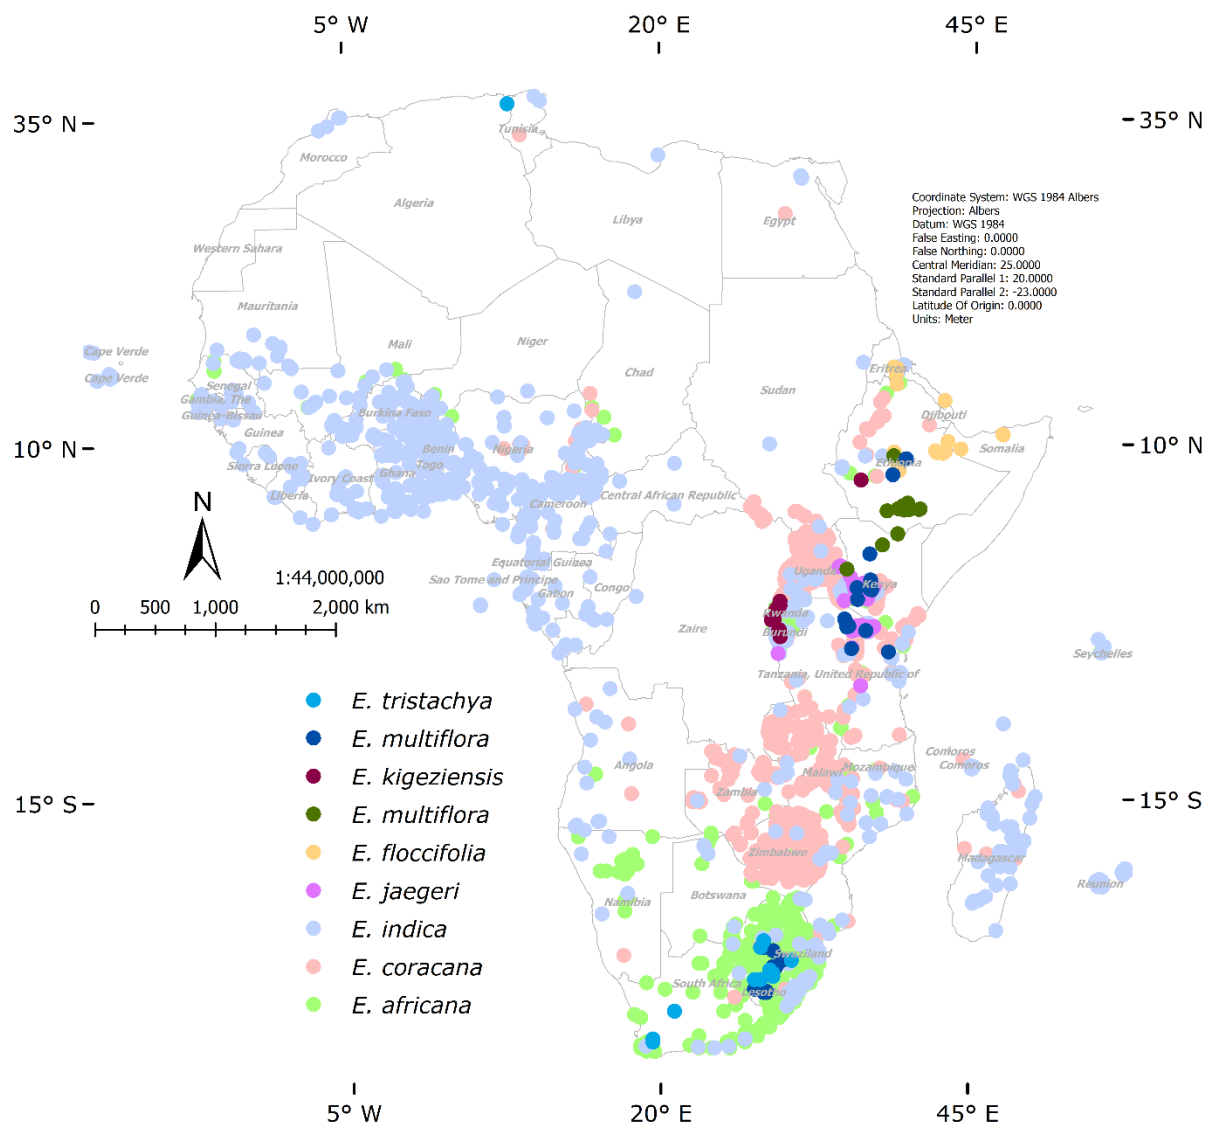 5° W
20° E
45° E
35° N
35° N
Tunisia
Morocco
Algeria
Libya
Egypt
Coordinate System: WGS 1984 Albers
Projection: Albers
Datum: WGS 1984
False Easting: 0.0000
False Northing: 0.0000
Central Meridian: 25.0000
Standard Parallel 1: 20.0000
Standard Parallel 2: -23.0000
Latitude Of Origin: 0.0000
Units: Meter
Western Sahara
Mauritania
Mali
Niger
Chad
Sudan
Eritrea
Cape Verde
Cape Verde
Senegal
Gambia, The
Guinea-Bissau
Burkina Faso
Djibouti
Guinea
Benin
Nigeria
Somalia
10° N
10° N
Sierra Leone
Togo
Ethiopia
Ivory Coast
Ghana
Liberia
Cameroon
Central African Republic
N
Equatorial Guinea
Sao Tome and Principe
Gabon
Congo
Uganda
Kenya
1:44,000,000
0 500 1,000 2,000 km
Zaire
Rwanda
Burundi
Seychelles
Tanzania, United Republic of
E. tristachya
E. multiflora
E. kigeziensis
E. multiflora
E. floccifolia
E. jaegeri
E. indica
E. coracana
E. africana
Comoros
Comoros
Angola
Malawi
Mozambique
Zambia
15° S
15° S
Zimbabwe
Madagascar
Reunion
Botswana
Namibia
Swaziland
South Africa
Lesotho
5° W
20° E
45° E